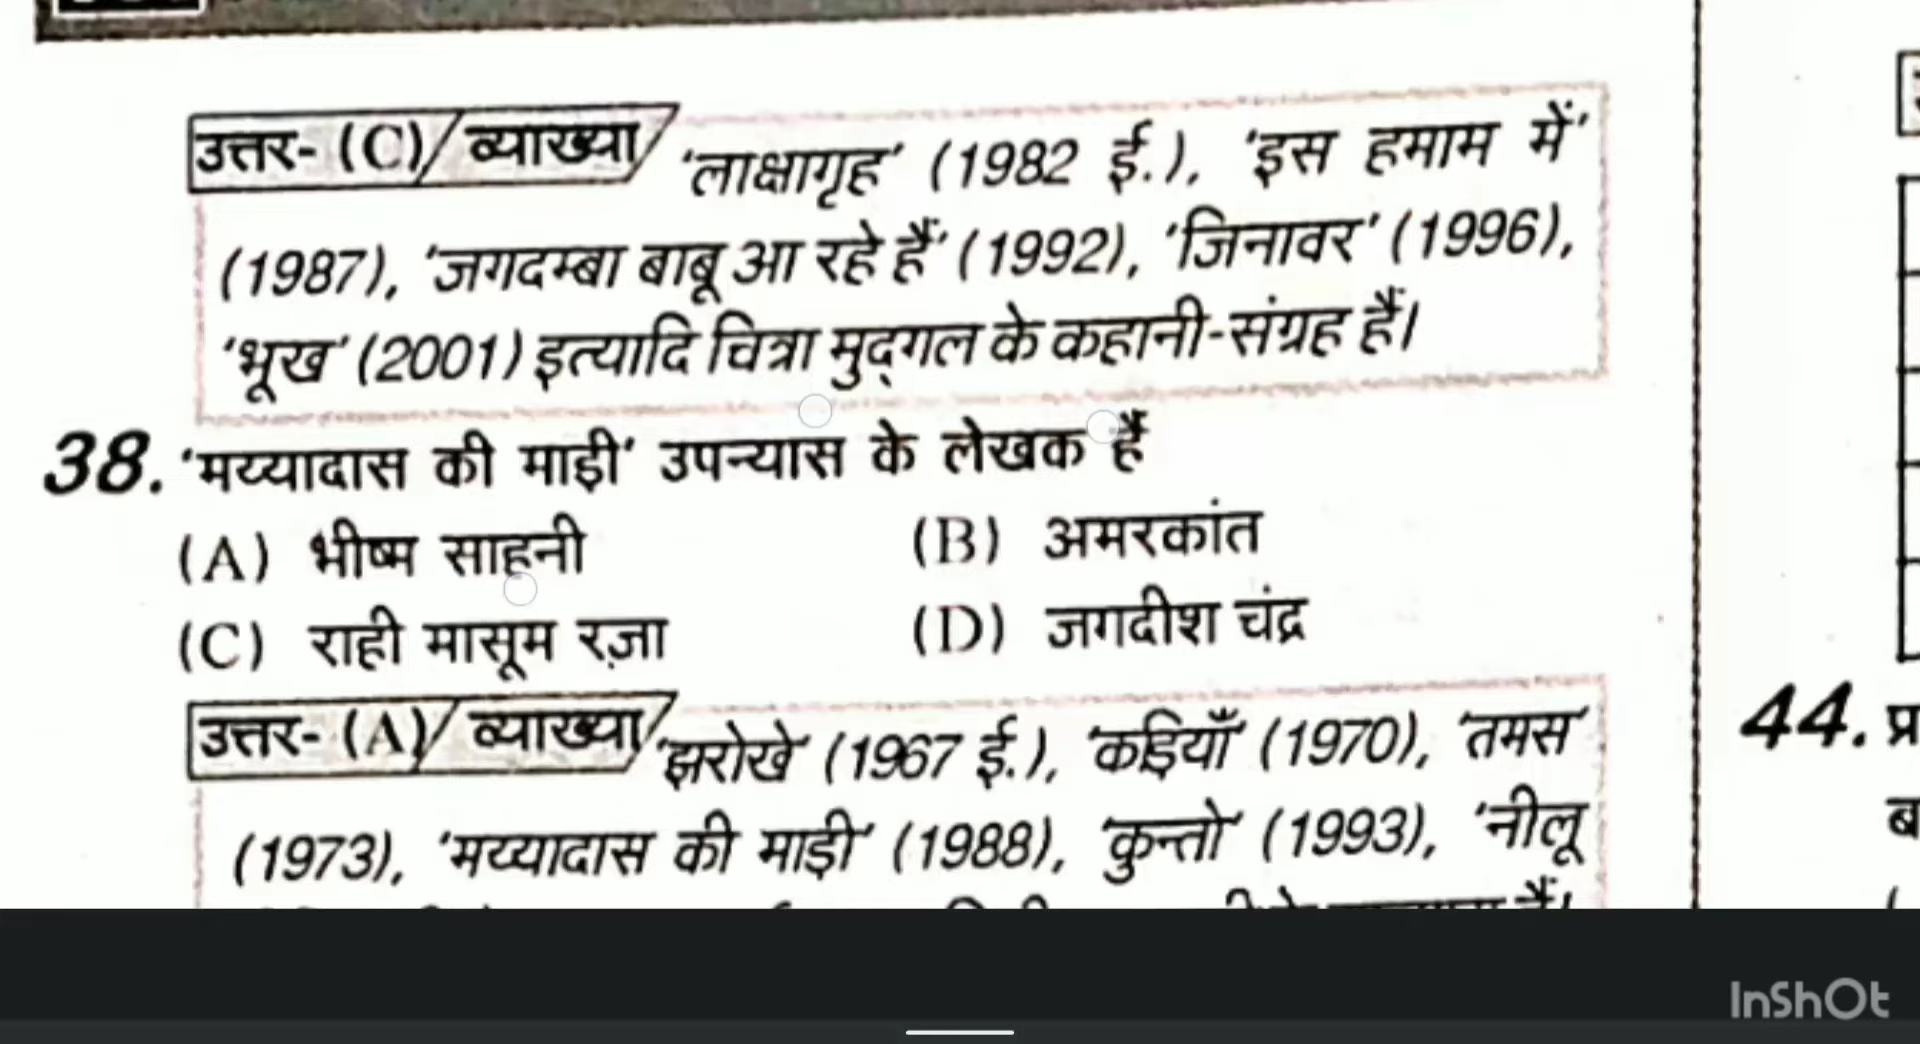 उत्तर- (C)/ व्याख्या/ 'लाक्षागृह' (1982 ई.), 'इस हमाम में'
(1987), 'जगदम्बा बाबू आ रहे हैं' (1992), 'जिनावर' (1996),
'भूख' (2001) इत्यादि चित्रा मुद्गल के कहानी-संग्रह हैं।
38. 'मय्यादास की माड़ी' उपन्यास के लेखक हैं
(A) भीष्म साहनी (B) अमरकांत
(C) राही मासूम रज़ा (D) जगदीश चंद्र
उत्तर- (A)/ व्याख्या/ 'झरोखे' (1967 ई.), 'कड़ियाँ' (1970), 'तमस'
(1973), 'मय्यादास की माड़ी' (1988), 'कुन्तो' (1993), 'नीलू
44.
InShOt